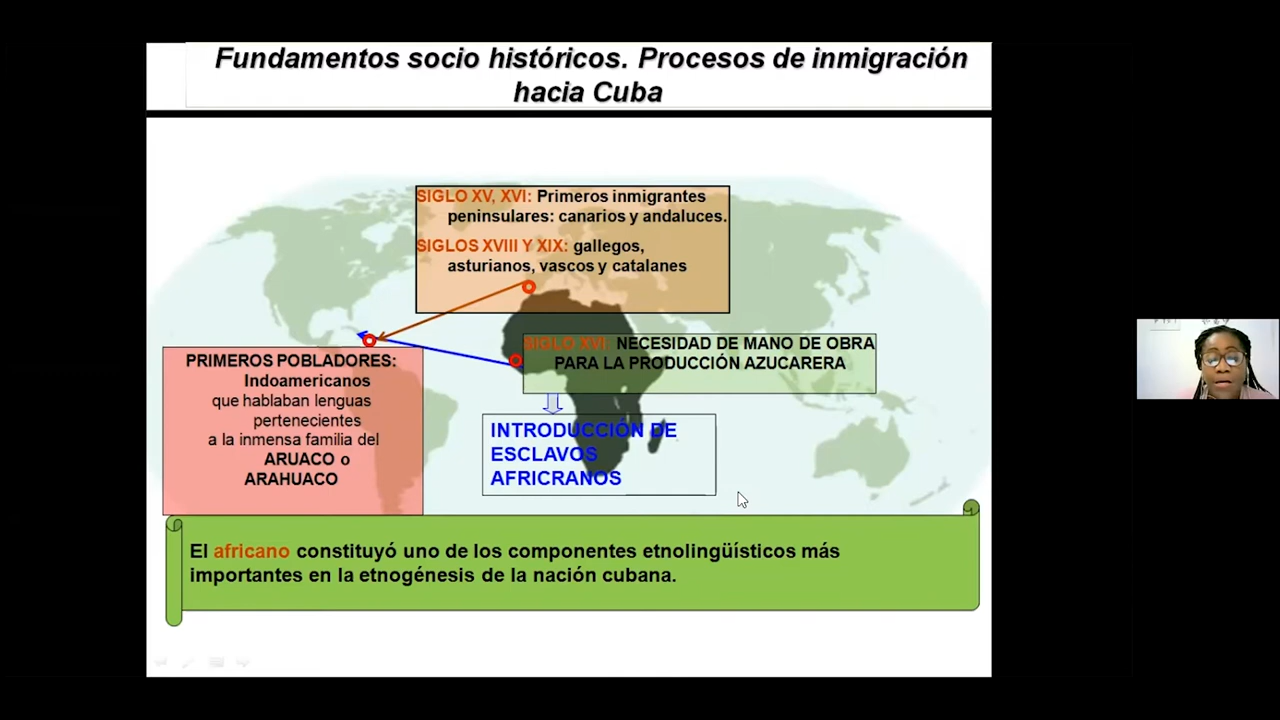 Fundamentos socio históricos. Procesos de inmigración
hacia Cuba
SIGLO XV, XVI: Primeros inmigrantes
peninsulares: canarios y andaluces.
SIGLOS XVIII Y XIX: gallegos,
asturianos, vascos y catalanes
SIGLO XVI: NECESIDAD DE MANO DE OBRA
PARA LA PRODUCCIÓN AZUCARERA
PRIMEROS POBLADORES:
Indoamericanos
que hablaban lenguas
pertenecientes
a la inmensa familia del
ARUACO o
ARAHUACO
INTRODUCCIÓN DE
ESCLAVOS
AFRICRANOS
El africano constituyó uno de los componentes etnolingüísticos más
importantes en la etnogénesis de la nación cubana.